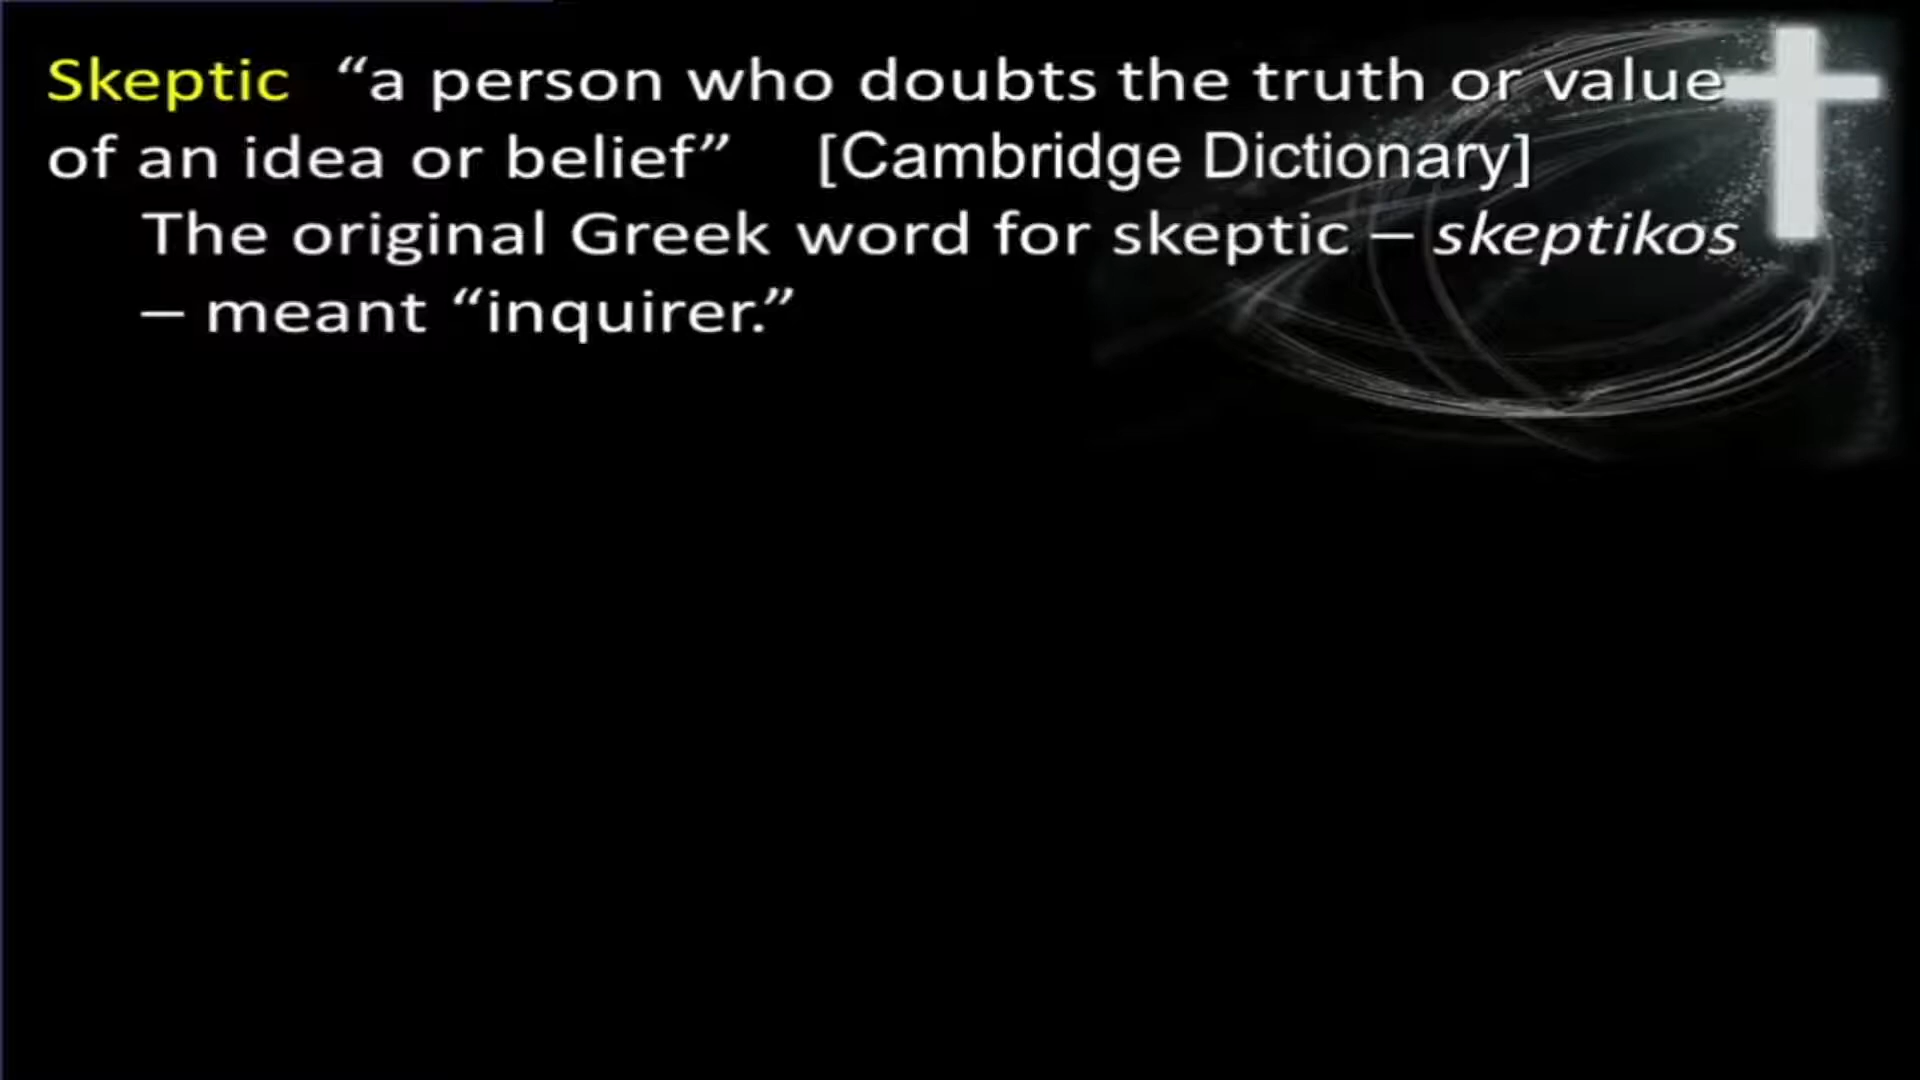 Skeptic “a person who doubts the truth or value
of an idea or belief” [Cambridge Dictionary]
The original Greek word for skeptic – skeptikos
– meant “inquirer.”